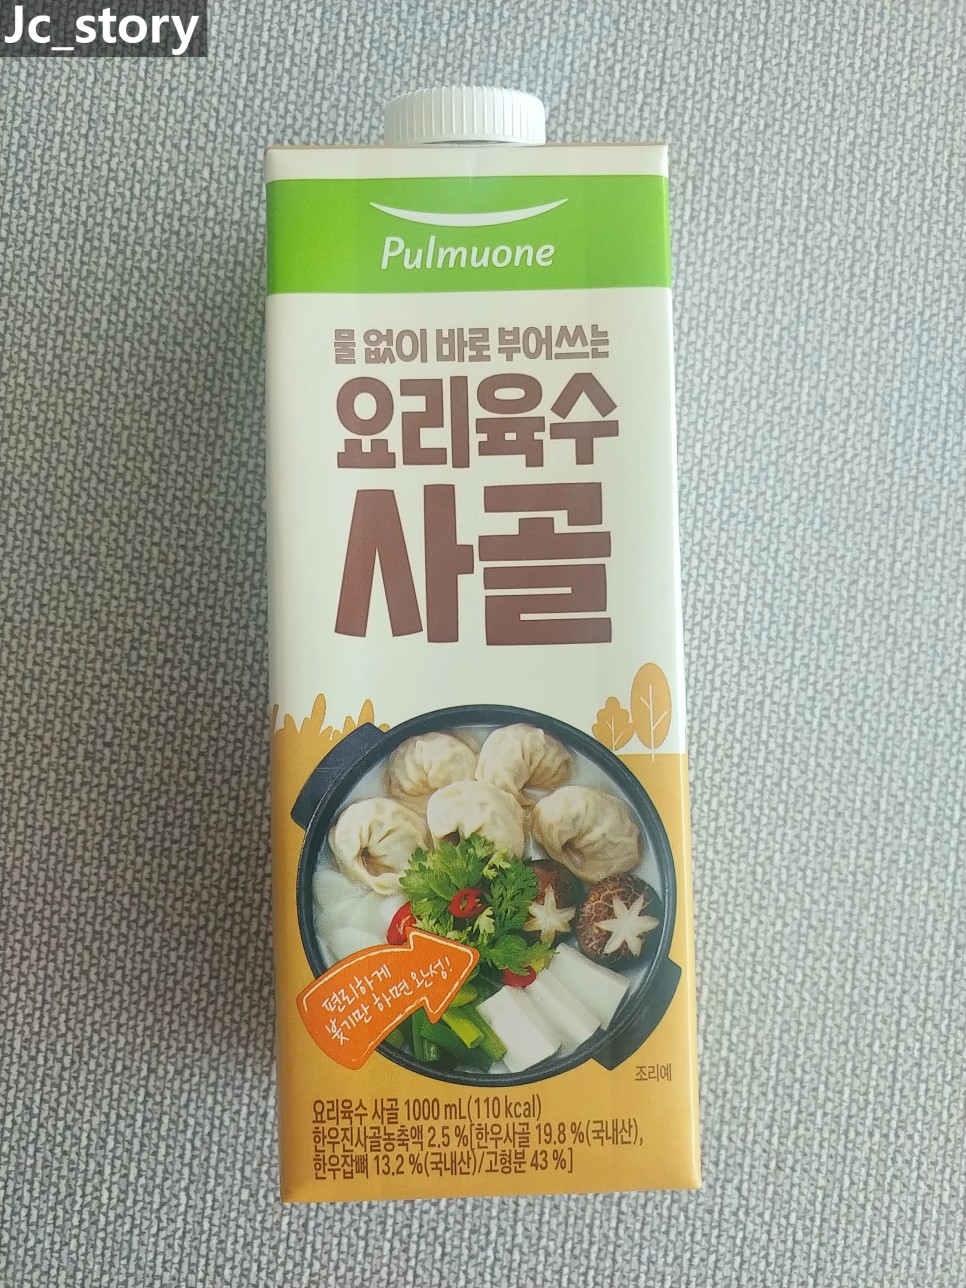 Jc_story
Pulmuone
물 없이 바로 부어쓰는
요리육수
사골
편리하게
붓기만 하면 완성!
조리예
요리육수 사골 1000 mL(110 kcal)
한우진사골농축액 2.5 %[한우사골 19.8 %(국내산),
한우잡뼈 13.2 %(국내산)/고형분 43 %]